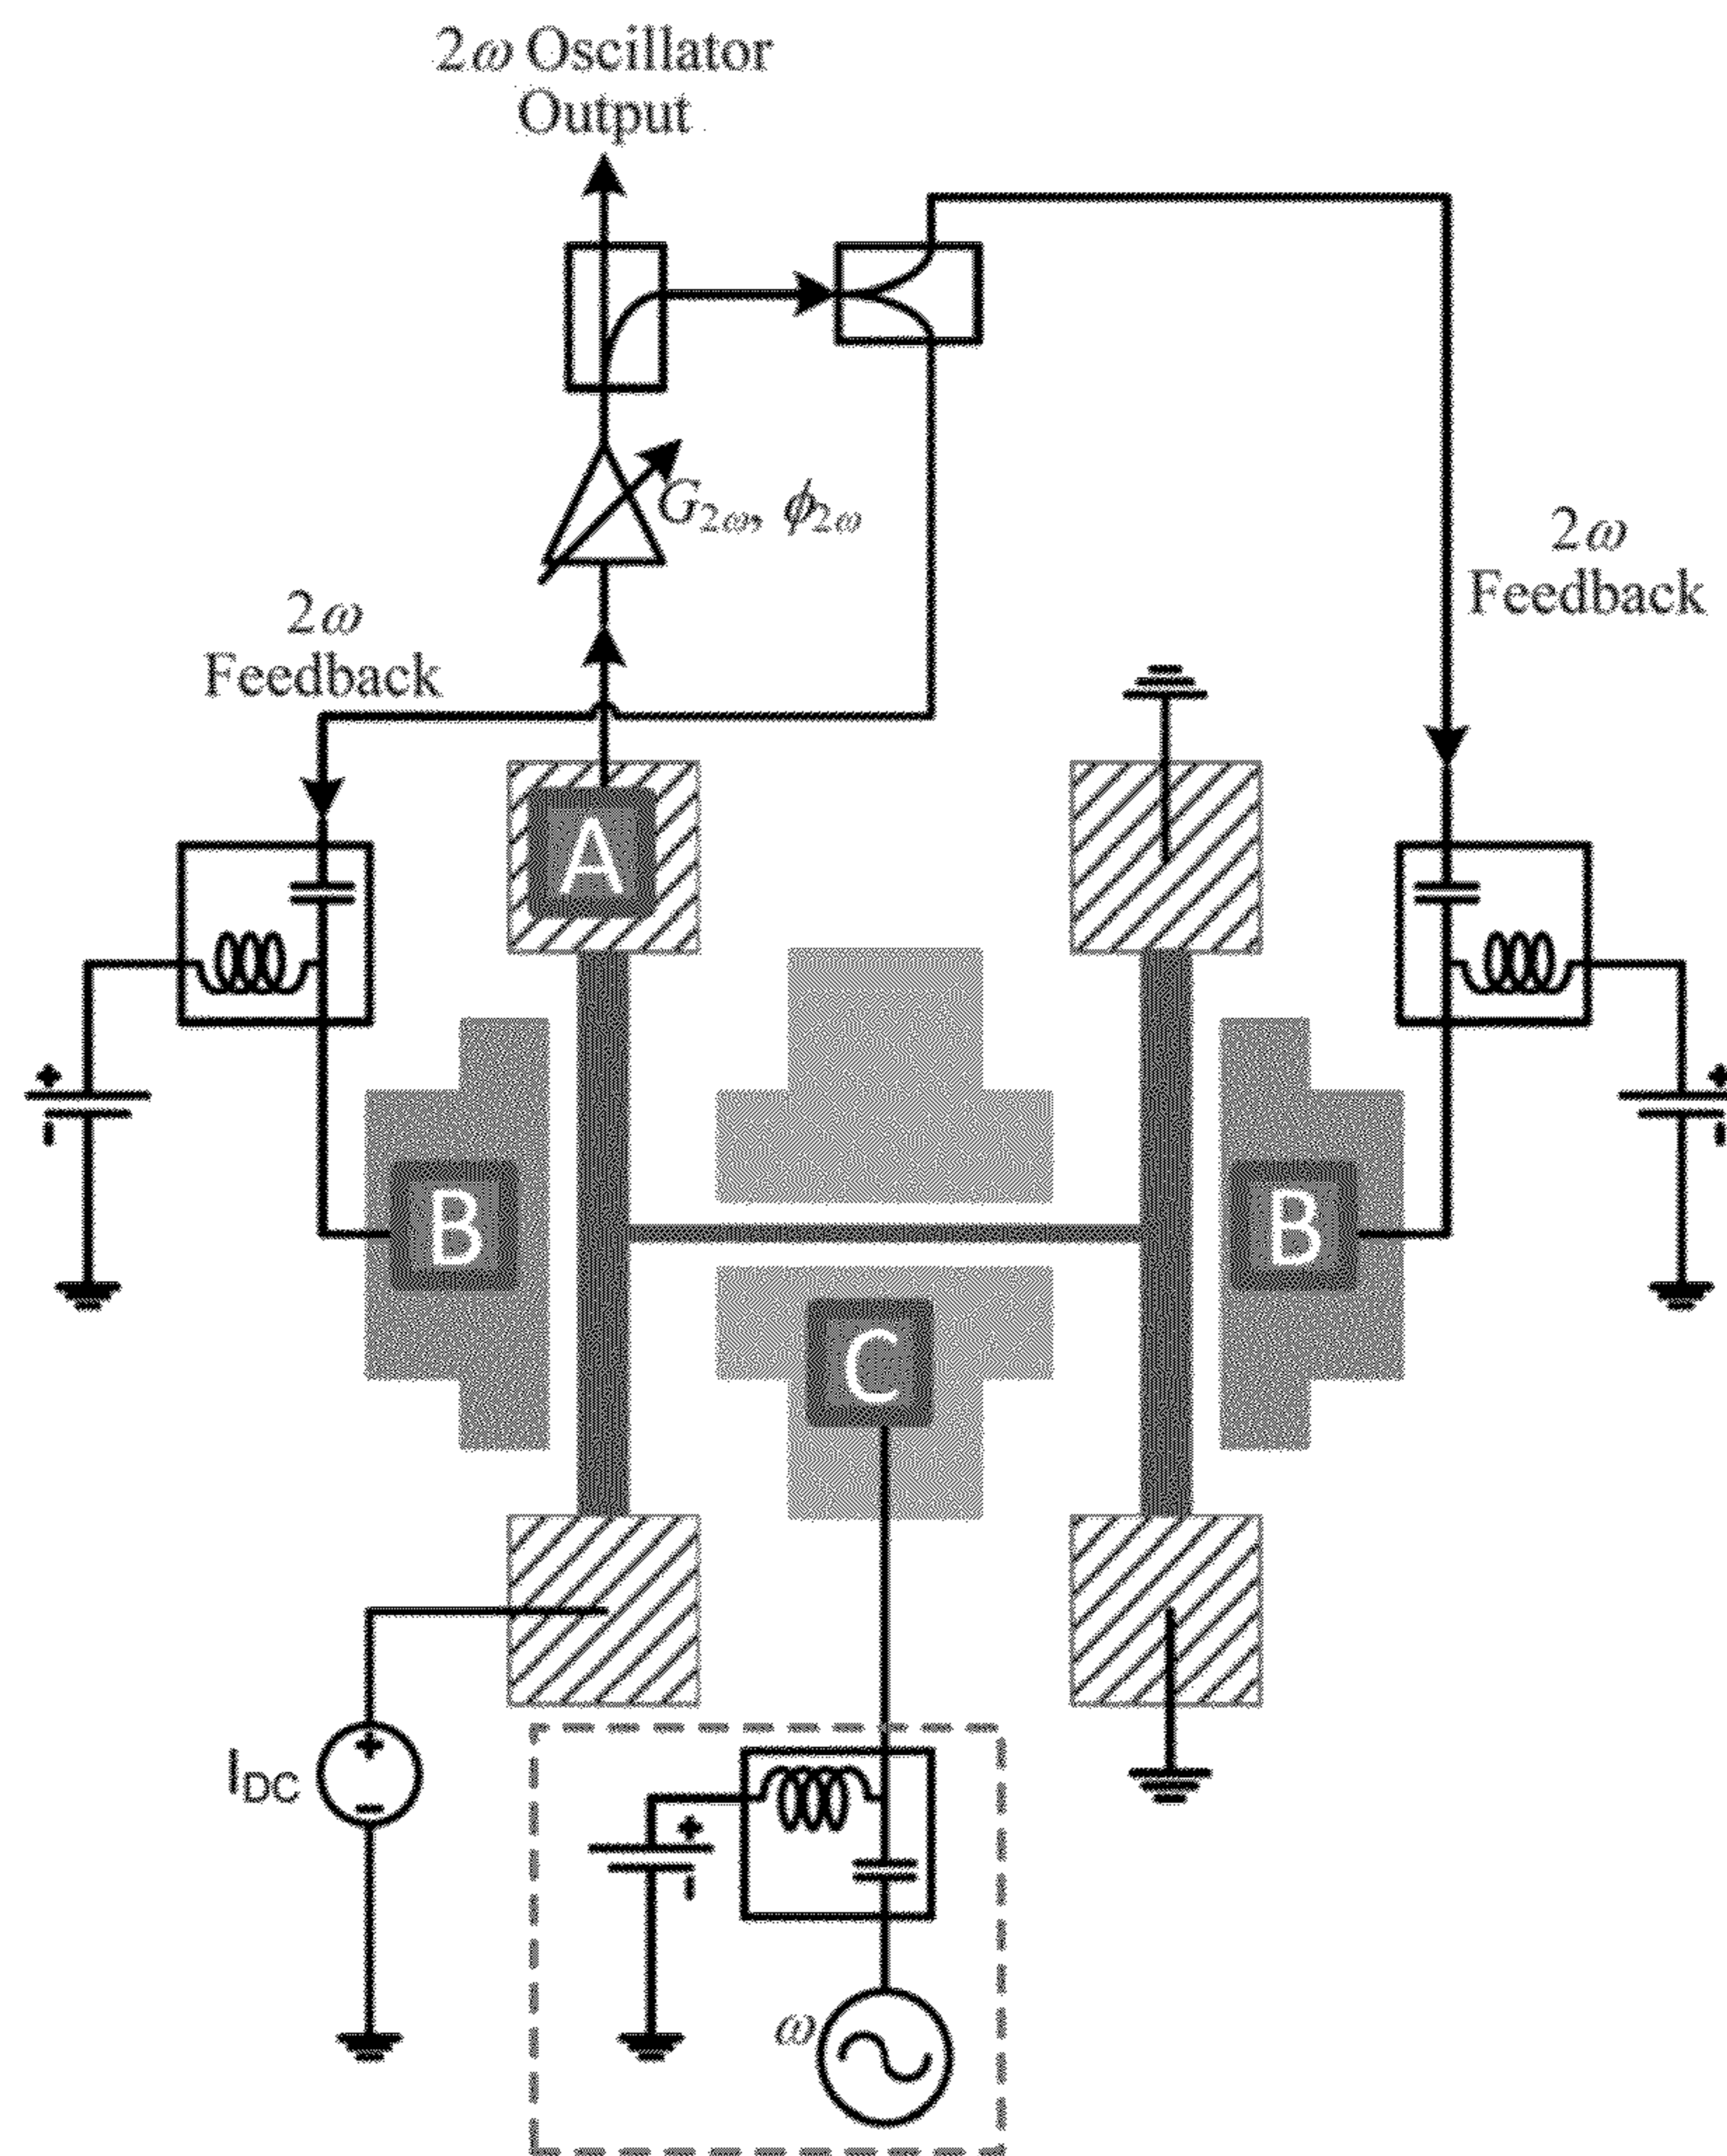 2ω Oscillator
Output
G2ω, ϕ2ω
2ω
Feedback
2ω
Feedback
A
B
B
C
+
-
+
-
IDC
+
-
+
-
ω